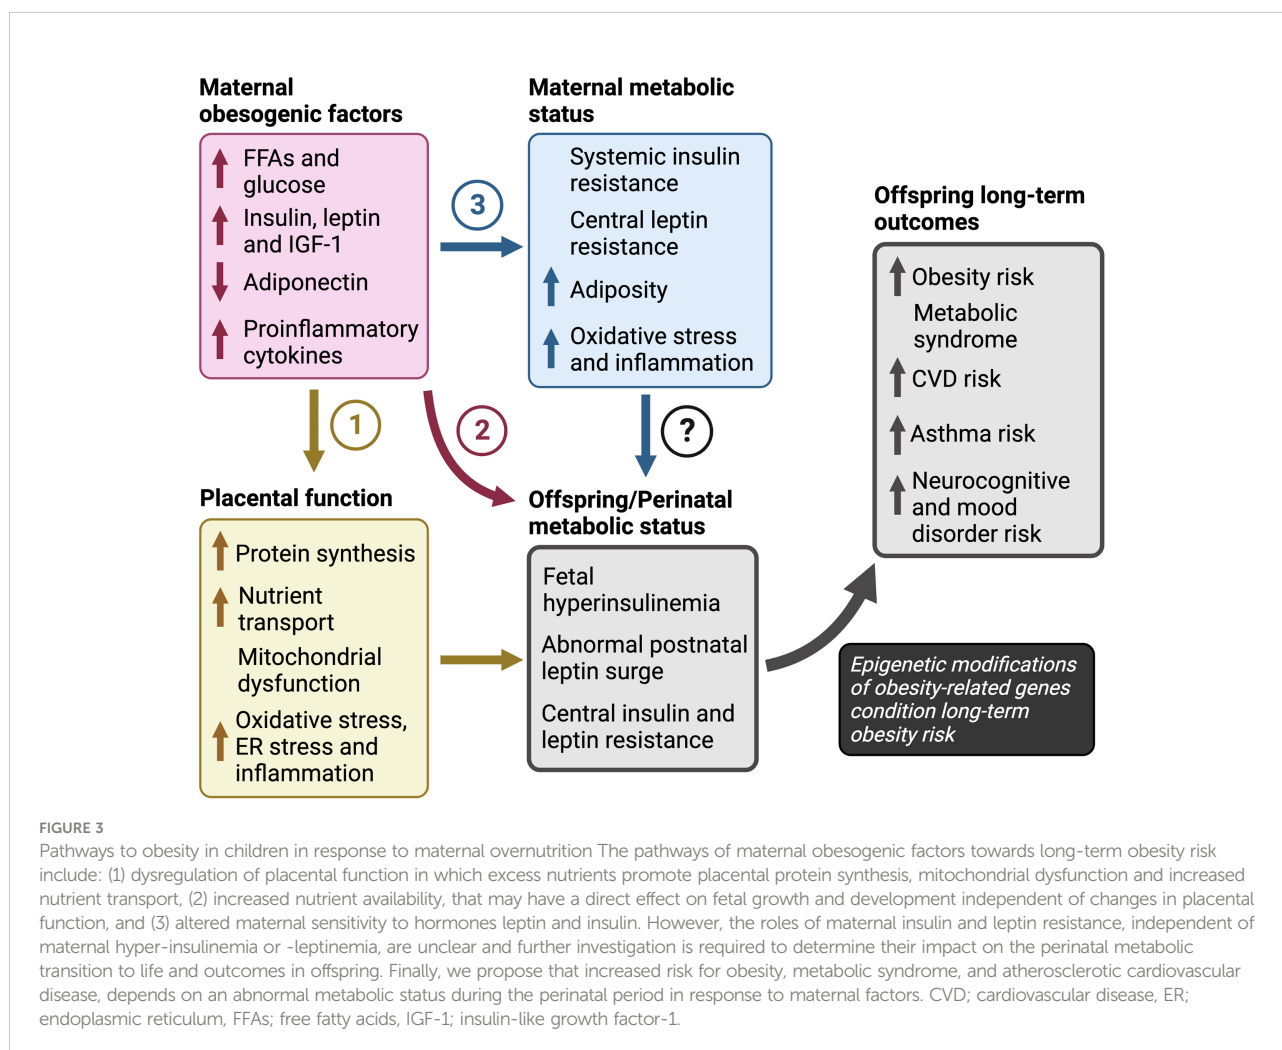 Maternal
obesogenic factors
FFAs and
glucose
Insulin, leptin
and IGF-1
Adiponectin
Proinflammatory
cytokines
3
Maternal metabolic
status
Systemic insulin
resistance
Central leptin
resistance
Adiposity
Oxidative stress
and inflammation
Offspring long-term
outcomes
Obesity risk
Metabolic
syndrome
CVD risk
Asthma risk
Neurocognitive
and mood
disorder risk
1
2
?
Placental function
Protein synthesis
Nutrient
transport
Mitochondrial
dysfunction
Oxidative stress,
ER stress and
inflammation
Offspring/Perinatal
metabolic status
Fetal
hyperinsulinemia
Abnormal postnatal
leptin surge
Central insulin and
leptin resistance
Epigenetic modifications
of obesity-related genes
condition long-term
obesity risk
FIGURE 3
Pathways to obesity in children in response to maternal overnutrition The pathways of maternal obesogenic factors towards long-term obesity risk
include: (1) dysregulation of placental function in which excess nutrients promote placental protein synthesis, mitochondrial dysfunction and increased
nutrient transport, (2) increased nutrient availability, that may have a direct effect on fetal growth and development independent of changes in placental
function, and (3) altered maternal sensitivity to hormones leptin and insulin. However, the roles of maternal insulin and leptin resistance, independent of
maternal hyper-insulinemia or -leptinemia, are unclear and further investigation is required to determine their impact on the perinatal metabolic
transition to life and outcomes in offspring. Finally, we propose that increased risk for obesity, metabolic syndrome, and atherosclerotic cardiovascular
disease, depends on an abnormal metabolic status during the perinatal period in response to maternal factors. CVD; cardiovascular disease, ER;
endoplasmic reticulum, FFAs; free fatty acids, IGF-1; insulin-like growth factor-1.